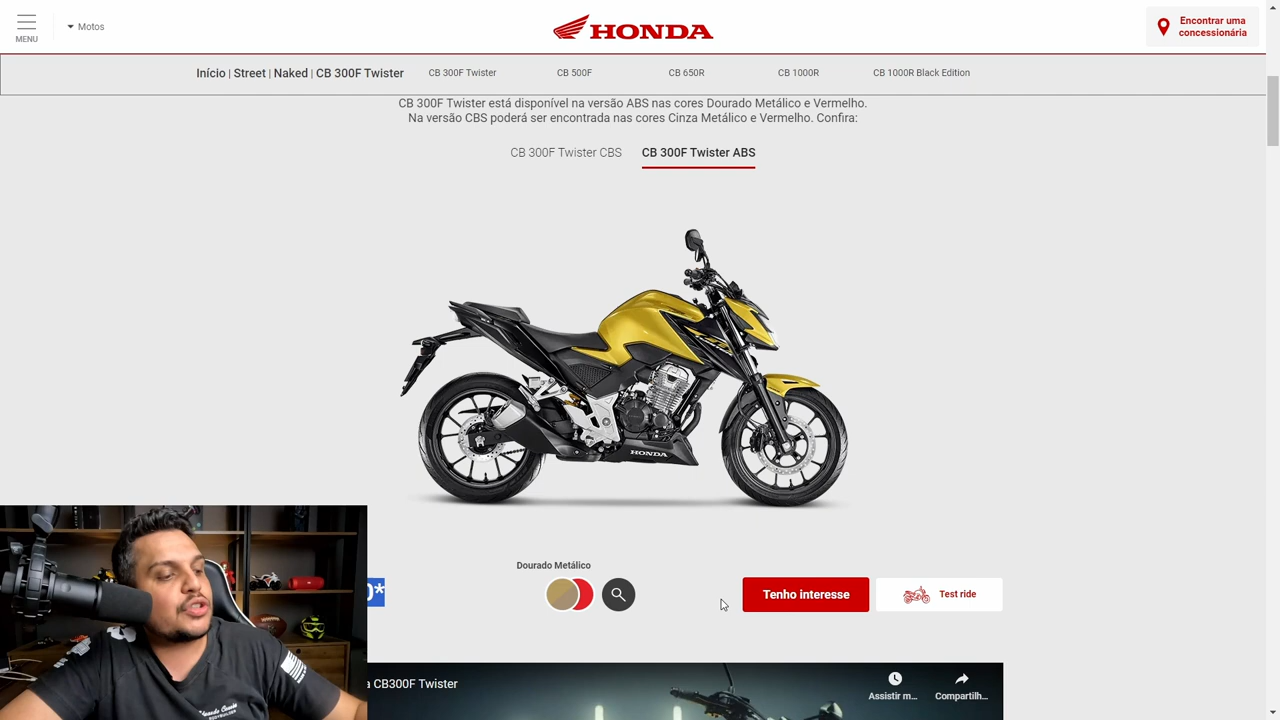 MENU
Motos
HONDA
Encontrar uma
concessionária
Início | Street | Naked | CB 300F Twister
CB 300F Twister
CB 500F
CB 650R
CB 1000R
CB 1000R Black Edition
CB 300F Twister está disponível na versão ABS nas cores Dourado Metálico e Vermelho.
Na versão CBS poderá ser encontrada nas cores Cinza Metálico e Vermelho. Confira:
CB 300F Twister CBS
CB 300F Twister ABS
HONDA
Dourado Metálico
0*
Tenho interesse
Test ride
a CB300F Twister
Assistir m...
Compartilh...